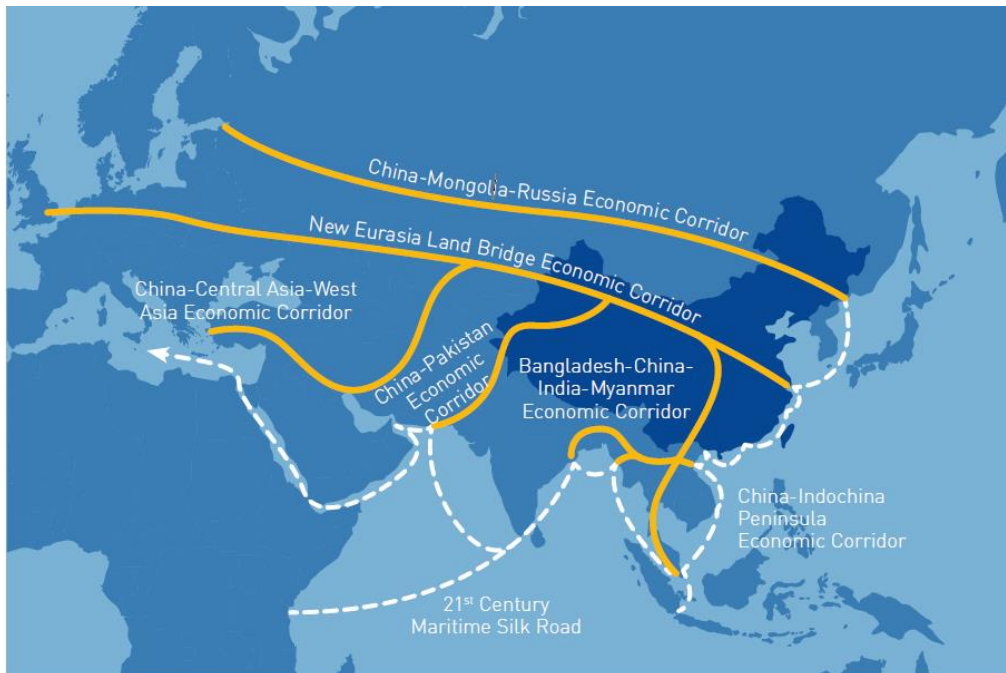 China-Mongolia-Russia Economic Corridor
New Eurasia Land Bridge Economic Corridor
China-Central Asia-West
Asia Economic Corridor
China-Pakistan
Economic
Corridor
Bangladesh-China-
India-Myanmar
Economic Corridor
China-Indochina
Peninsula
Economic Corridor
21st Century
Maritime Silk Road